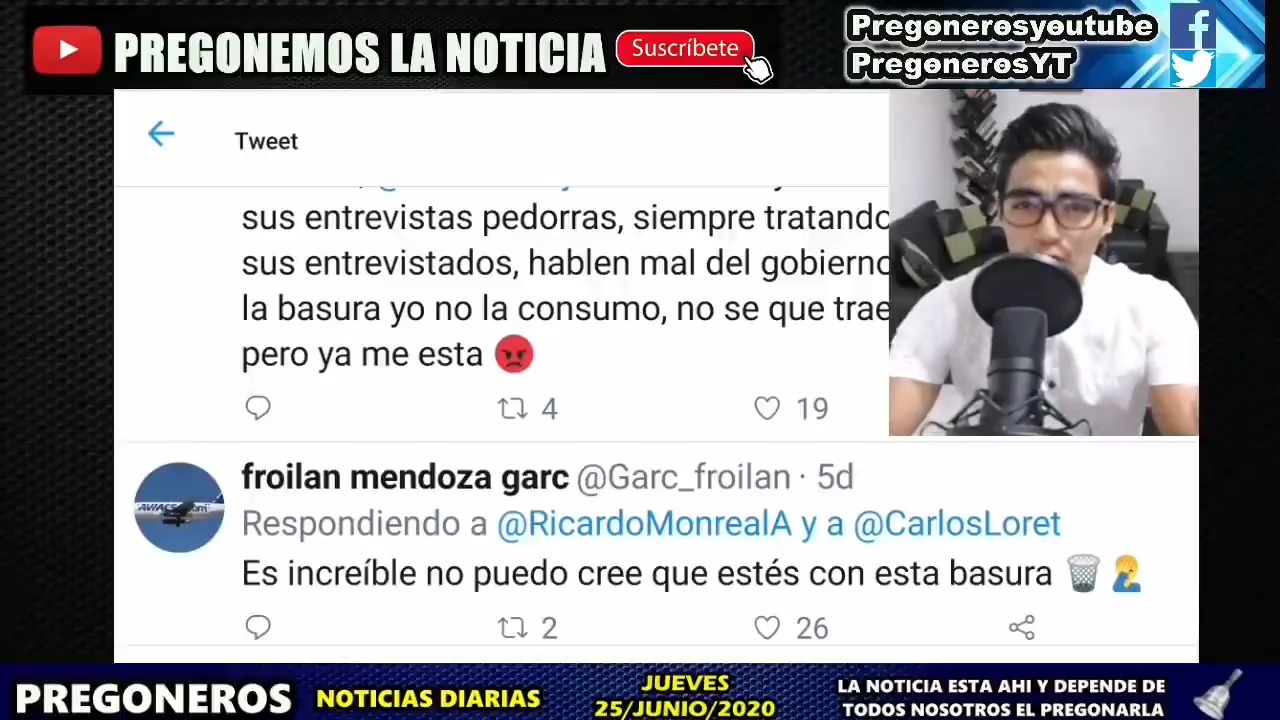 PREGONEMOS LA NOTICIA
Suscríbete
Pregonerosyoutube
PregonerosYT
Tweet
sus entrevistas pedorras, siempre tratando
sus entrevistados, hablen mal del gobierno
la basura yo no la consumo, no se que trae
pero ya me esta
4
19
froilan mendoza garc @Garc_froilan · 5d
Respondiendo a @RicardoMonrealA y a @CarlosLoret
Es increíble no puedo cree que estés con esta basura
2
26
PREGONEROS
NOTICIAS DIARIAS
JUEVES
25/JUNIO/2020
LA NOTICIA ESTA AHI Y DEPENDE DE
TODOS NOSOTROS EL PREGONARLA